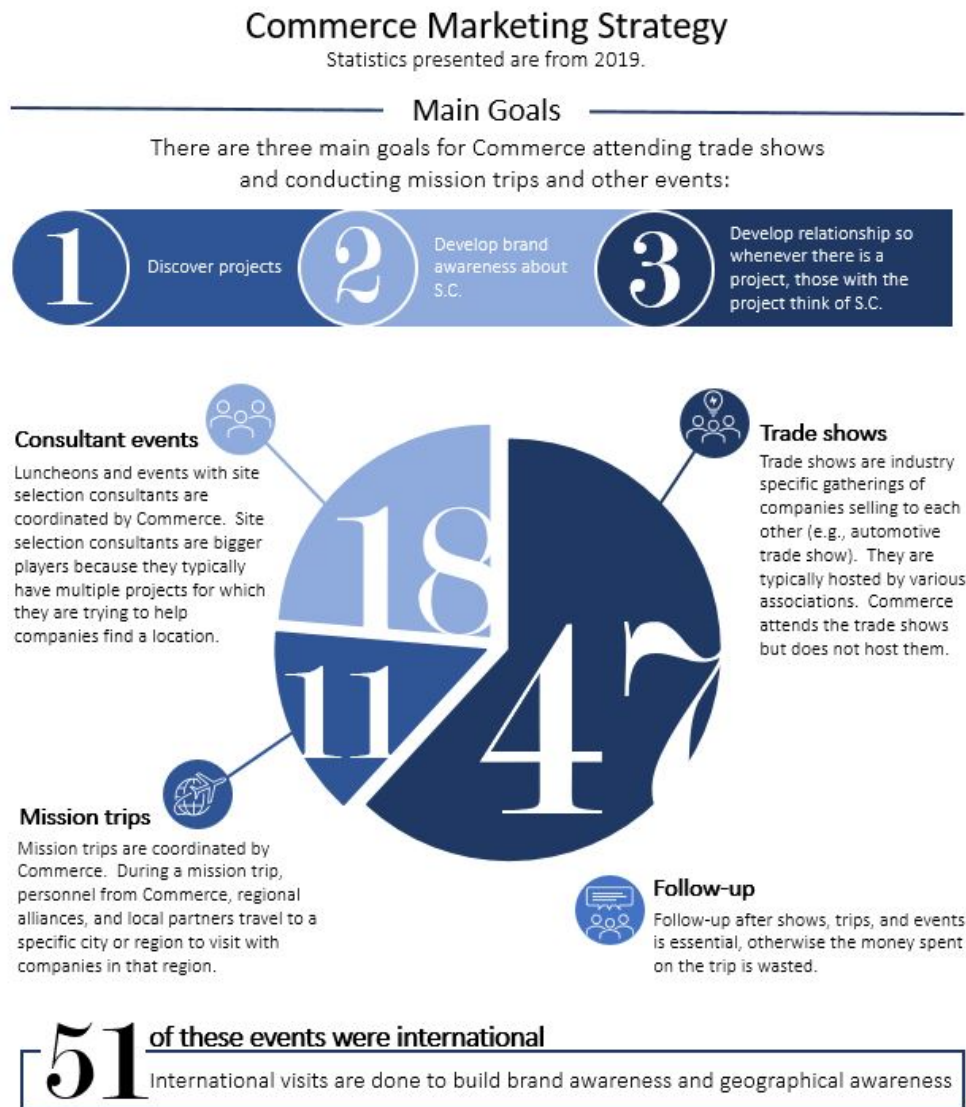 Commerce Marketing Strategy
Statistics presented are from 2019.
Main Goals
There are three main goals for Commerce attending trade shows
and conducting mission trips and other events:
1
Discover projects
2
Develop brand
awareness about
S.C.
3
Develop relationship so
whenever there is a
project, those with the
project think of S.C.
Consultant events
Luncheons and events with site
selection consultants are
coordinated by Commerce. Site
selection consultants are bigger
players because they typically
have multiple projects for which
they are trying to help
companies find a location.
18
Trade shows
Trade shows are industry
specific gatherings of
companies selling to each
other (e.g., automotive
trade show). They are
typically hosted by various
associations. Commerce
attends the trade shows
but does not host them.
47
11
Mission trips
Mission trips are coordinated by
Commerce. During a mission trip,
personnel from Commerce, regional
alliances, and local partners travel to a
specific city or region to visit with
companies in that region.
Follow-up
Follow-up after shows, trips, and events
is essential, otherwise the money spent
on the trip is wasted.
51 of these events were international
International visits are done to build brand awareness and geographical awareness